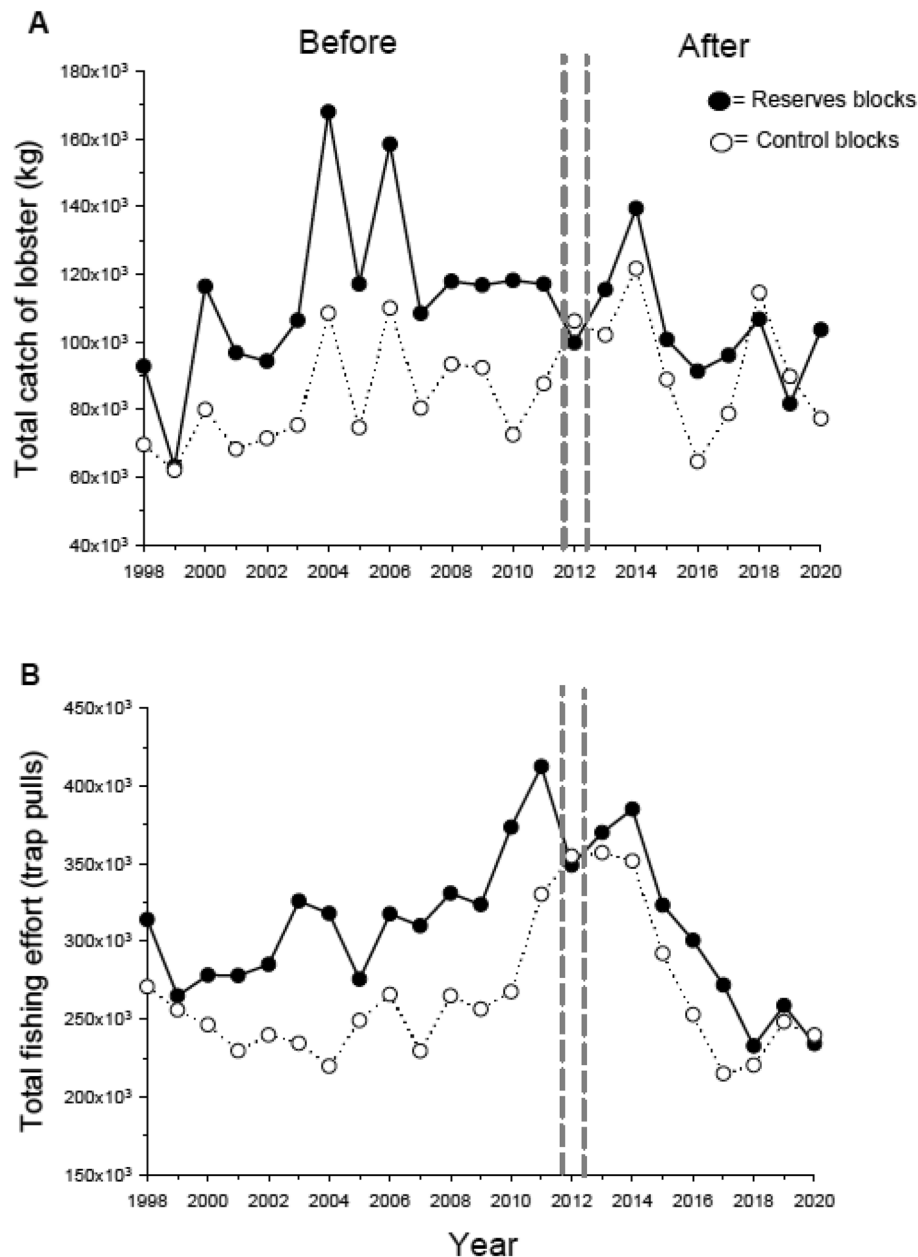 A
Before
After
180x10³
160x10³
140x10³
120x10³
100x10³
80x10³
60x10³
40x10³
Total catch of lobster (kg)
= Reserves blocks
= Control blocks
1998 2000 2002 2004 2006 2008 2010 2012 2014 2016 2018 2020
B
450x10³
400x10³
350x10³
300x10³
250x10³
200x10³
150x10³
Total fishing effort (trap pulls)
1998 2000 2002 2004 2006 2008 2010 2012 2014 2016 2018 2020
Year